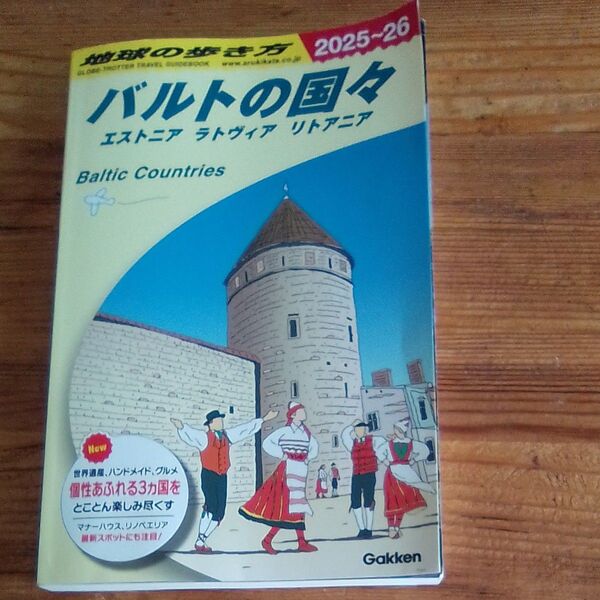 地球の歩き方
2025~26
GLOBE-TROTTER TRAVEL GUIDEBOOK
www.arukikata.co.jp
バルトの国々
エストニア ラトヴィア リトアニア
Baltic Countries
New
世界遺産、ハンドメイド、グルメ
個性あふれる3ヵ国を
とことん楽しみ尽くす
マナーハウス、リノベエリア
最新スポットにも注目!
Gakken